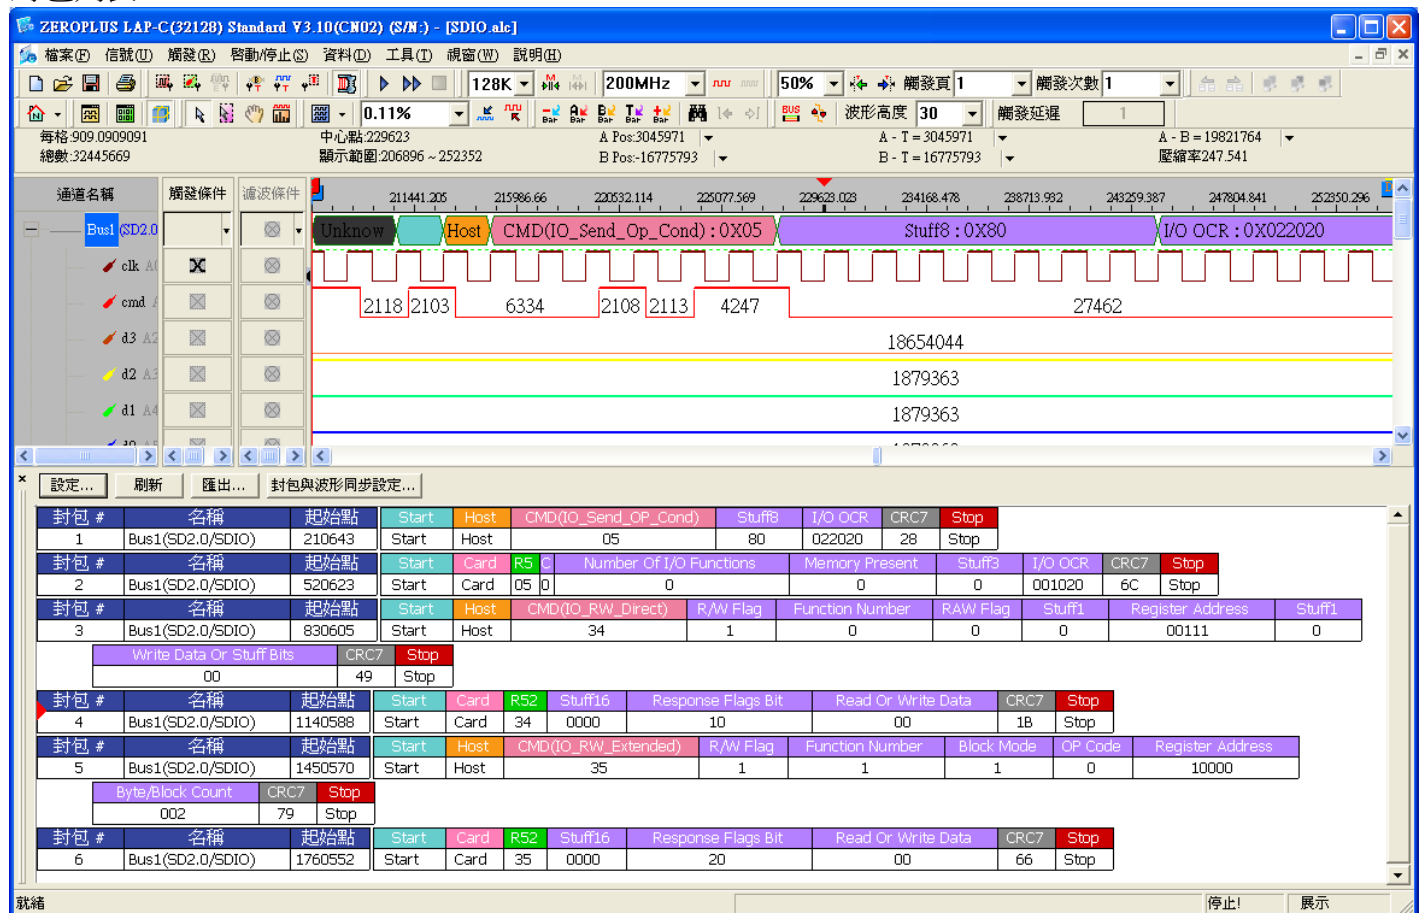 ZEROPLUS LAP-C(32128) Standard V3.10(CN02) (S/N:) - [SDIO.alc]
檔案(F) 信號(U) 觸發(R) 啓動/停止(S) 資料(D) 工具(T) 視窗(W) 說明(H)
128K 200MHz 50% 觸發頁 1 觸發次數 1
0.11% Bar Bar Bar Bar Bar BUS 波形高度 30 觸發延遲 1
每格:909.0909091 中心點:229623 A Pos:3045971 A - T = 3045971 A - B = 19821764
總數:32445669 顯示範圍:206896 ~ 252352 B Pos:-16775793 B - T = 16775793 壓縮率247.541
通道名稱 觸發條件 濾波條件 211441.205 215986.66 220532.114 225077.569 229623.023 234168.478 238713.932 243259.387 247804.841 252350.296
Bus1 (SD2.0 Unknow Host CMD(IO_Send_Op_Cond) : 0X05 Stuff8 : 0X80 I/O OCR : 0X022020
clk A0
cmd 2118 2103 6334 2108 2113 4247 27462
d3 A2 18654044
d2 A3 1879363
d1 A4 1879363
設定... 刷新 匯出... 封包與波形同步設定...
封包 # 名稱 起始點 Start Host CMD(IO_Send_OP_Cond) Stuff8 I/O OCR CRC7 Stop
1 Bus1(SD2.0/SDIO) 210643 Start Host 05 80 022020 28 Stop
封包 # 名稱 起始點 Start Card R5 C Number Of I/O Functions Memory Present Stuff3 I/O OCR CRC7 Stop
2 Bus1(SD2.0/SDIO) 520623 Start Card 05 0 0 0 0 001020 6C Stop
封包 # 名稱 起始點 Start Host CMD(IO_RW_Direct) R/W Flag Function Number RAW Flag Stuff1 Register Address Stuff1
3 Bus1(SD2.0/SDIO) 830605 Start Host 34 1 0 0 0 00111 0
Write Data Or Stuff Bits CRC7 Stop
00 49 Stop
封包 # 名稱 起始點 Start Card R52 Stuff16 Response Flags Bit Read Or Write Data CRC7 Stop
4 Bus1(SD2.0/SDIO) 1140588 Start Card 34 0000 10 00 1B Stop
封包 # 名稱 起始點 Start Host CMD(IO_RW_Extended) R/W Flag Function Number Block Mode OP Code Register Address
5 Bus1(SD2.0/SDIO) 1450570 Start Host 35 1 1 1 0 10000
Byte/Block Count CRC7 Stop
002 79 Stop
封包 # 名稱 起始點 Start Card R52 Stuff16 Response Flags Bit Read Or Write Data CRC7 Stop
6 Bus1(SD2.0/SDIO) 1760552 Start Card 35 0000 20 00 66 Stop
就緒 停止! 展示